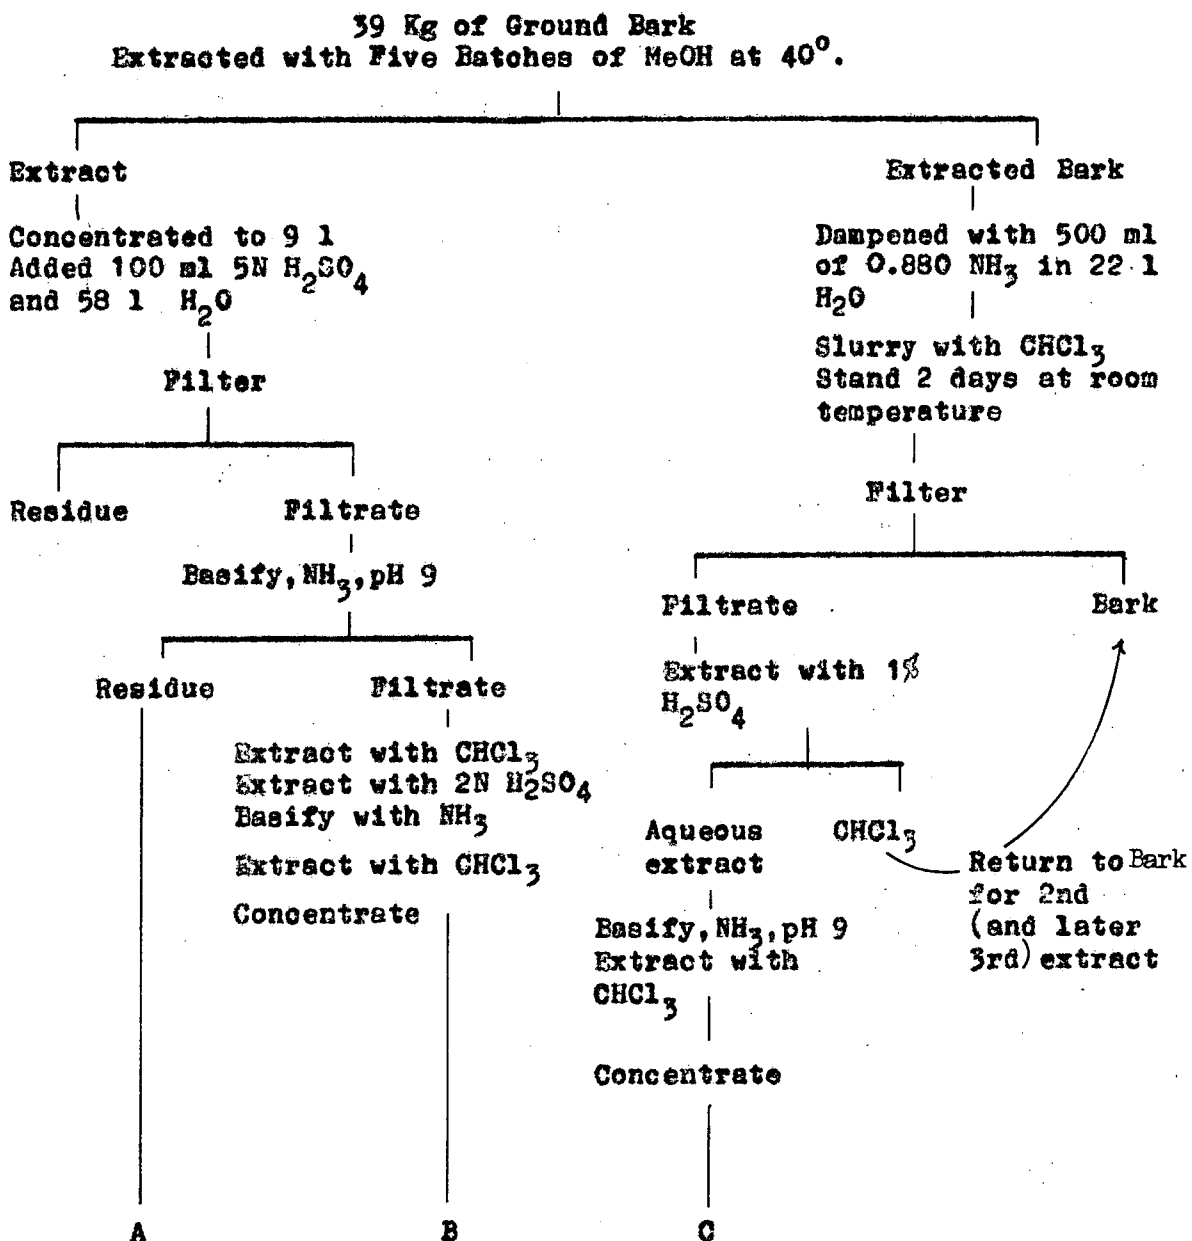 39 Kg of Ground Bark
Extracted with Five Batches of MeOH at 40°.
Extract
Concentrated to 9 l
Added 100 ml 5N H₂SO₄
and 58 l H₂O
Filter
Residue
Filtrate
Basify, NH₃, pH 9
Residue
Filtrate
Extract with CHCl₃
Extract with 2N H₂SO₄
Basify with NH₃
Extract with CHCl₃
Concentrate
Extracted Bark
Dampened with 500 ml
of 0.880 NH₃ in 22 l
H₂O
Slurry with CHCl₃
Stand 2 days at room
temperature
Filter
Filtrate
Bark
Extract with 1%
H₂SO₄
Aqueous
extract
CHCl₃
Return to Bark
for 2nd
(and later
3rd) extract
Basify, NH₃, pH 9
Extract with
CHCl₃
Concentrate
A
B
C